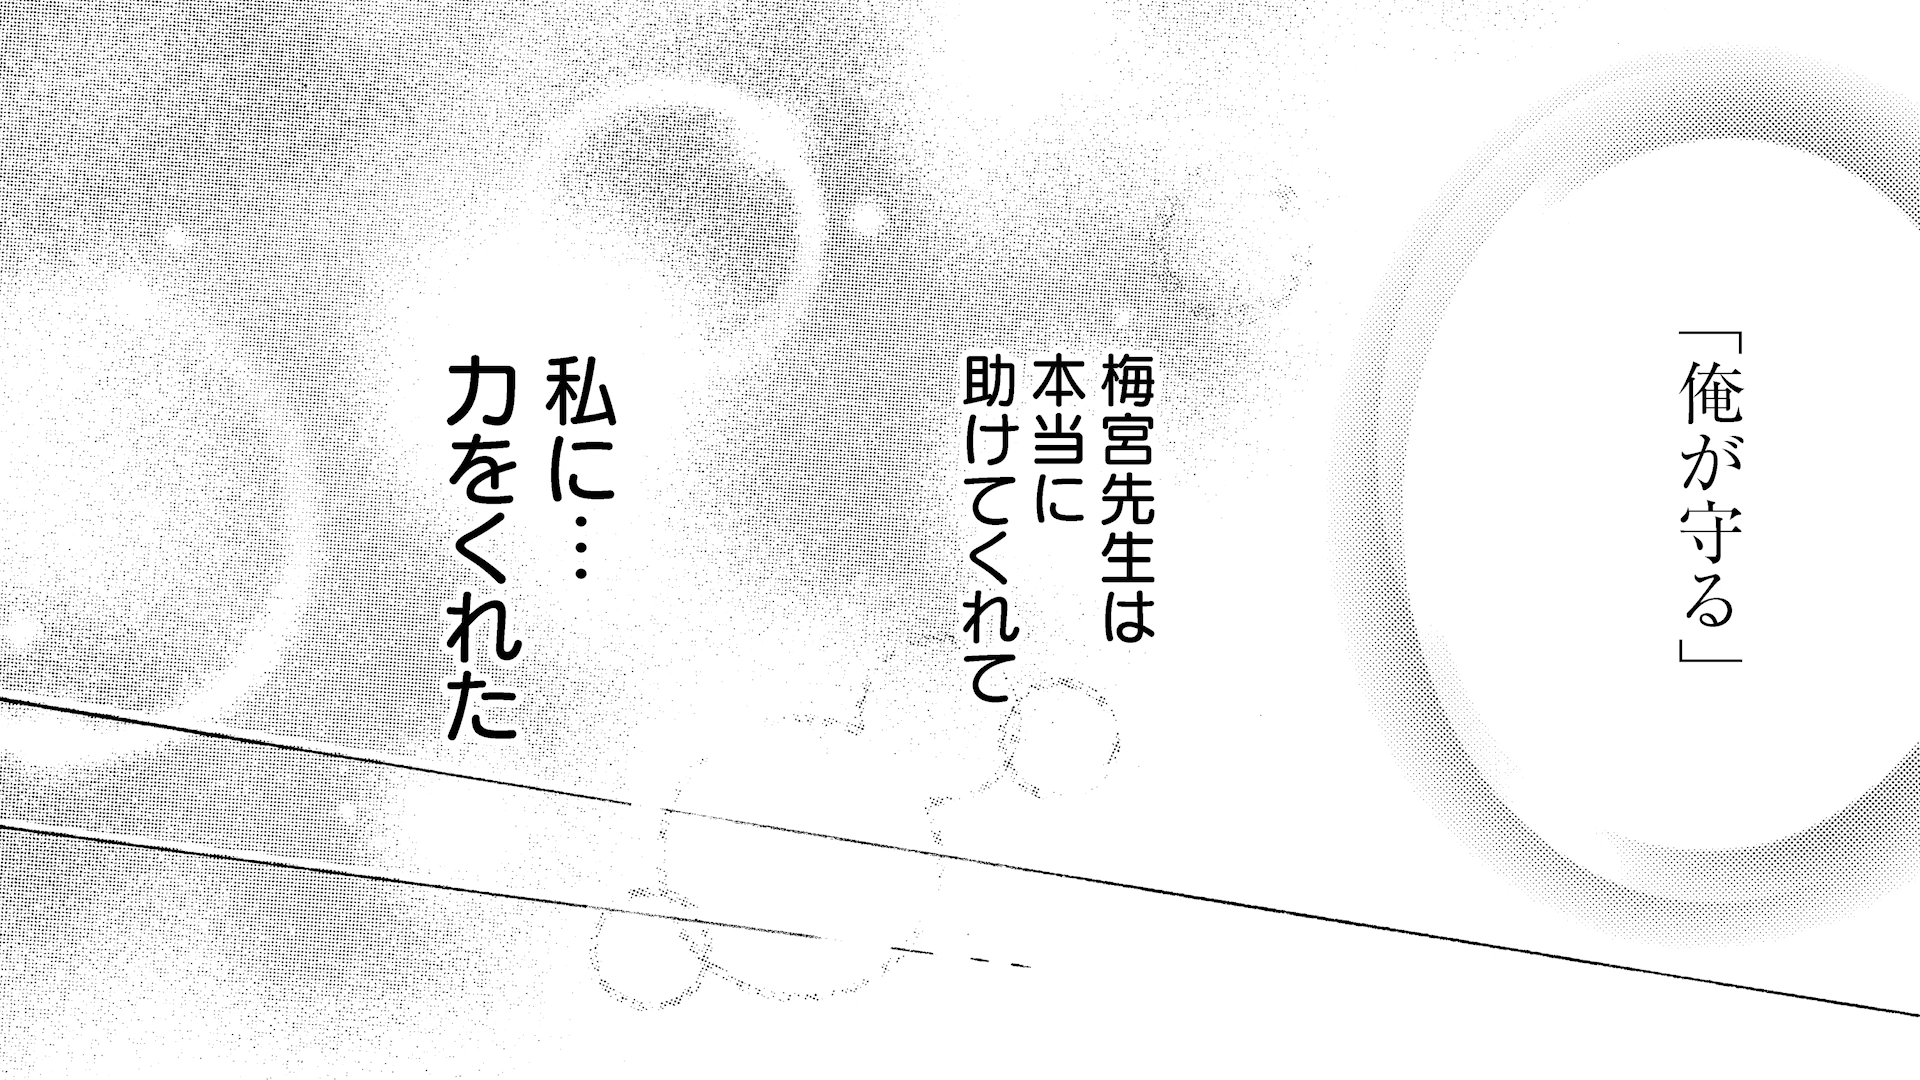 「俺が守る」
梅宮先生は
本当に
助けてくれて
私に…
力をくれた